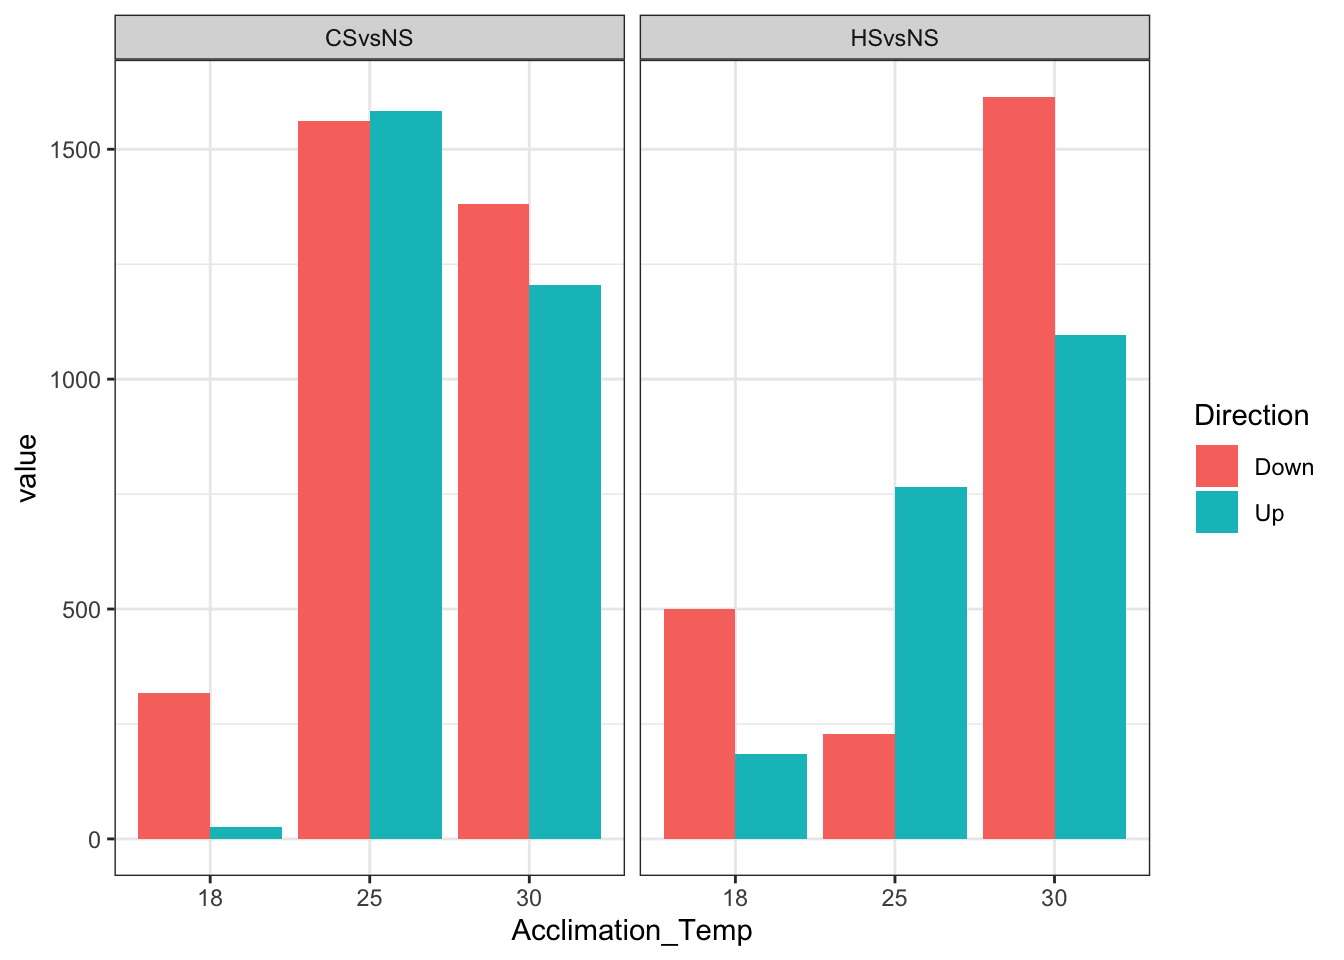 CSvsNS
HSvsNS
1500
1000
500
0
value
18
25
30
18
25
30
Acclimation_Temp
Direction
Down
Up